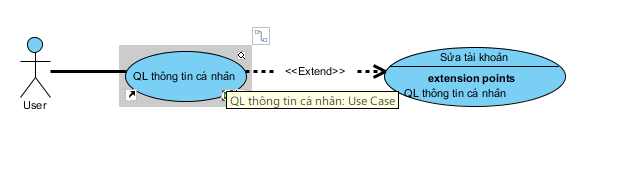 User
QL thông tin cá nhân
<<Extend>>
Sửa tài khoản
extension points
QL thông tin cá nhân
QL thông tin cá nhân: Use Case